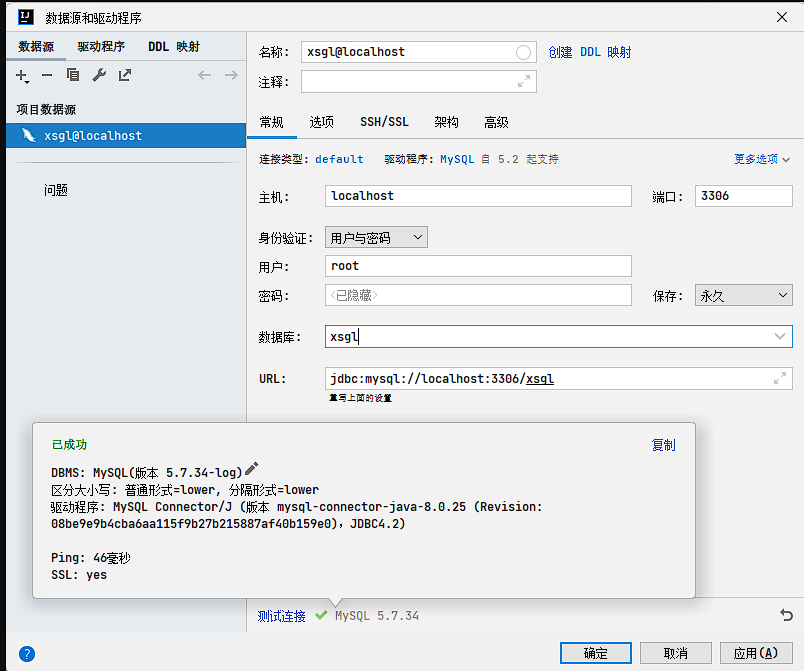 数据源和驱动程序
数据源 驱动程序 DDL 映射
项目数据源
xsgl@localhost
问题
名称: xsgl@localhost 创建 DDL 映射
注释:
常规 选项 SSH/SSL 架构 高级
连接类型: default 驱动程序: MySQL 自 5.2 起支持 更多选项
主机: localhost 端口: 3306
身份验证: 用户与密码
用户: root
密码: <已隐藏> 保存: 永久
数据库: xsgl
URL: jdbc:mysql://localhost:3306/xsgl
重写上面的设置
已成功 复制
DBMS: MySQL(版本 5.7.34-log)
区分大小写: 普通形式=lower, 分隔形式=lower
驱动程序: MySQL Connector/J (版本 mysql-connector-java-8.0.25 (Revision:
08be9e9b4cba6aa115f9b27b215887af40b159e0), JDBC4.2)
Ping: 46毫秒
SSL: yes
测试连接 MySQL 5.7.34
? 确定 取消 应用(A)